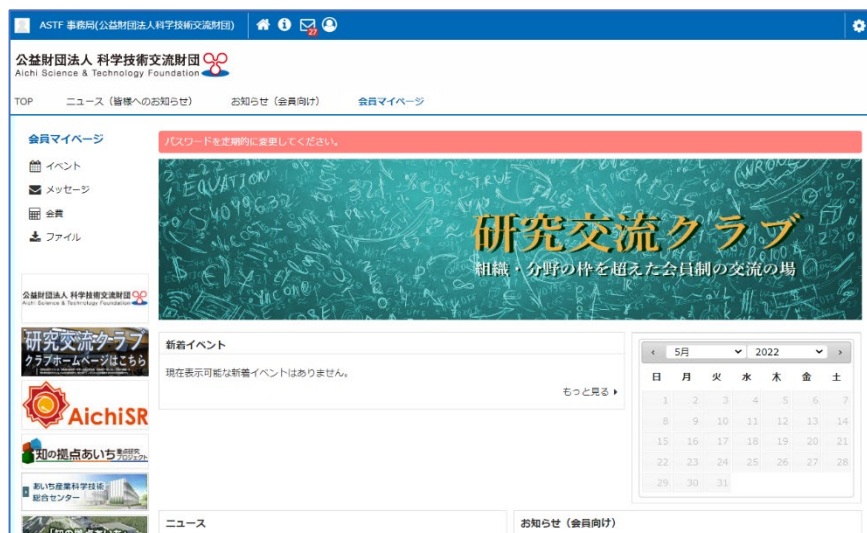 ASTF 事務局(公益財団法人科学技術交流財団)
27
公益財団法人 科学技術交流財団
Aichi Science & Technology Foundation
TOP ニュース（皆様へのお知らせ） お知らせ（会員向け） 会員マイページ
会員マイページ
イベント
メッセージ
会費
ファイル
パスワードを定期的に変更してください。
研究交流クラブ
組織・分野の枠を超えた会員制の交流の場
公益財団法人 科学技術交流財団
Aichi Science & Technology Foundation
研究交流クラブ
クラブホームページはこちら
AichiSR
知の拠点あいち 重点研究プロジェクト
あいち産業科学技術総合センター
新着イベント
現在表示可能な新着イベントはありません。
もっと見る
5月 2022
日 月 火 水 木 金 土
1 2 3 4 5 6 7
8 9 10 11 12 13 14
15 16 17 18 19 20 21
22 23 24 25 26 27 28
29 30 31
ニュース
お知らせ（会員向け）